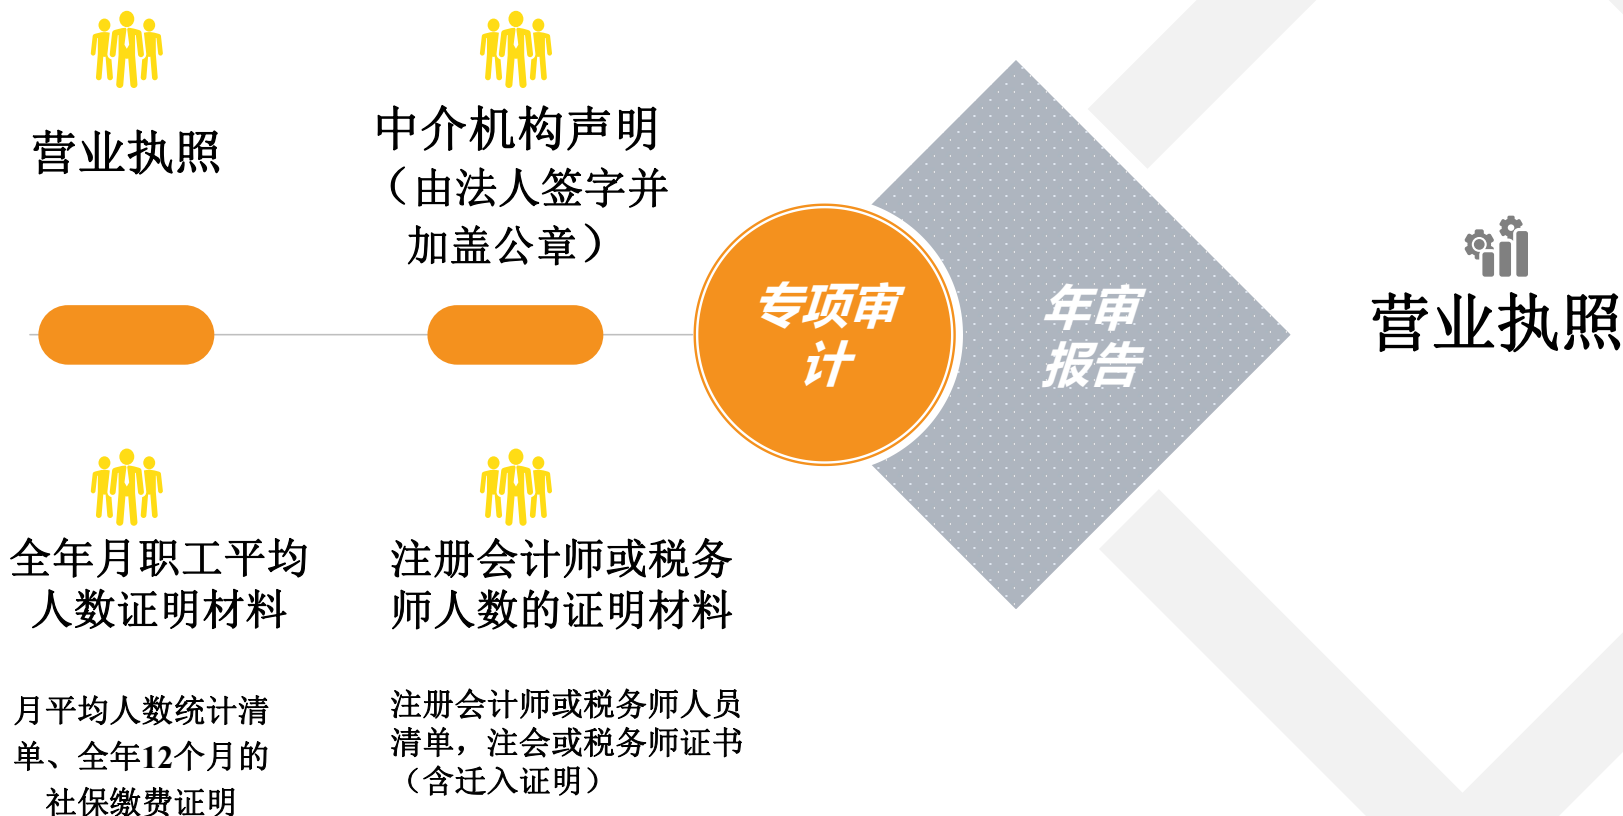 营业执照
中介机构声明
（由法人签字并
加盖公章）
专项审
计
年审
报告
营业执照
全年月职工平均
人数证明材料
注册会计师或税务
师人数的证明材料
月平均人数统计清
单、全年12个月的
社保缴费证明
注册会计师或税务师人员
清单，注会或税务师证书
（含迁入证明）